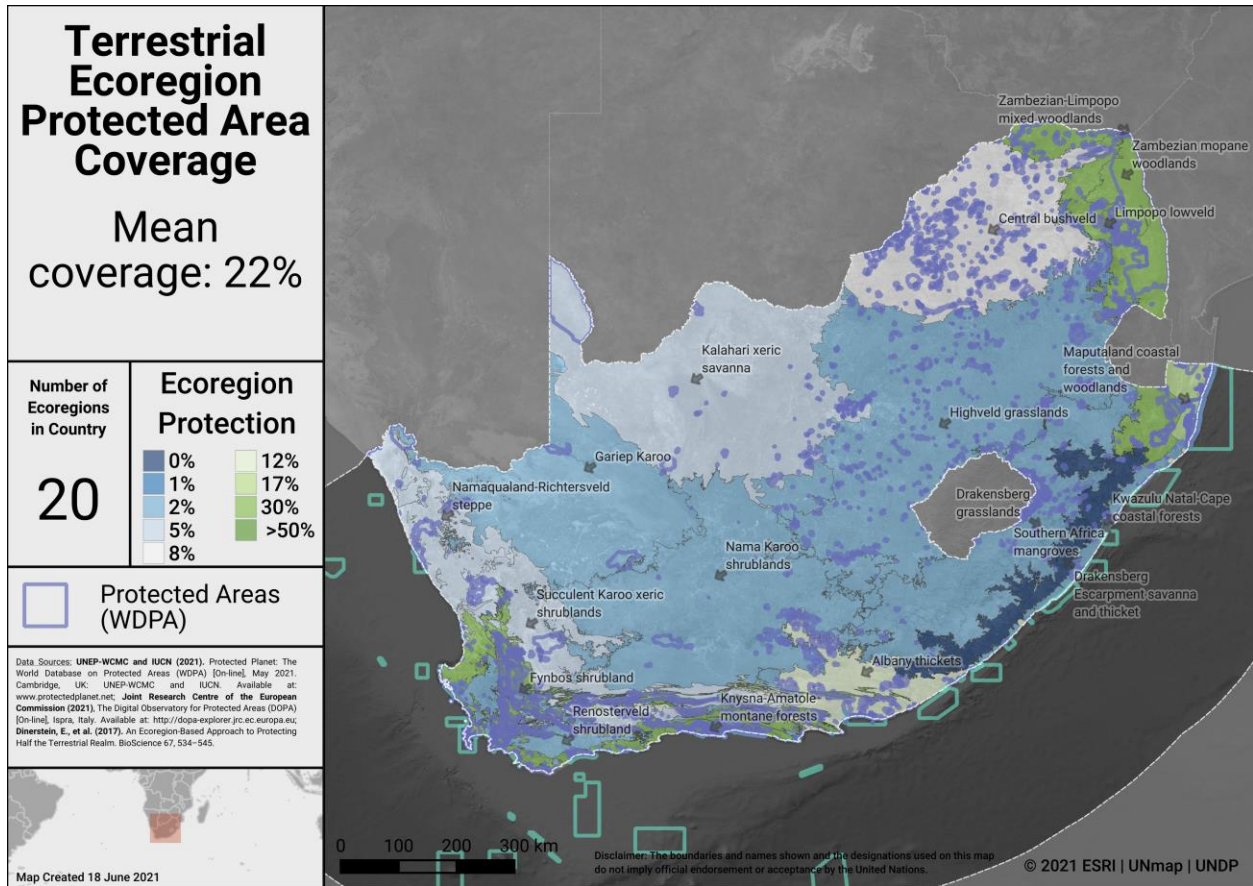 Terrestrial
Ecoregion
Protected Area
Coverage
Mean
coverage: 22%
Number of
Ecoregions
in Country
20
Ecoregion
Protection
0%
1%
2%
5%
8%
12%
17%
30%
>50%
Protected Areas
(WDPA)
Data Sources: UNEP-WCMC and IUCN (2021). Protected Planet: The
World Database on Protected Areas (WDPA) [On-line], May 2021.
Cambridge, UK: UNEP-WCMC and IUCN. Available at:
www.protectedplanet.net; Joint Research Centre of the European
Commission (2021), The Digital Observatory for Protected Areas (DOPA)
[On-line], Ispra, Italy. Available at: http://dopa-explorer.jrc.ec.europa.eu;
Dinerstein, E., et al. (2017). An Ecoregion-Based Approach to Protecting
Half the Terrestrial Realm. BioScience 67, 534–545.
Map Created 18 June 2021
Zambezian-Limpopo
mixed woodlands
Zambezian mopane
woodlands
Central bushveld
Limpopo lowveld
Kalahari xeric
savanna
Maputaland coastal
forests and
woodlands
Highveld grasslands
Gariep Karoo
Namaqualand-Richtersveld
steppe
Drakensberg
grasslands
Kwazulu Natal-Cape
coastal forests
Southern Africa
mangroves
Nama Karoo
shrublands
Drakensberg
Escarpment savanna
and thicket
Succulent Karoo xeric
shrublands
Albany thickets
Fynbos shrubland
Renosterveld
shrubland
Knysna-Amatole
montane forests
0 100 200 300 km
Disclaimer: The boundaries and names shown and the designations used on this map
do not imply official endorsement or acceptance by the United Nations.
© 2021 ESRI | UNmap | UNDP